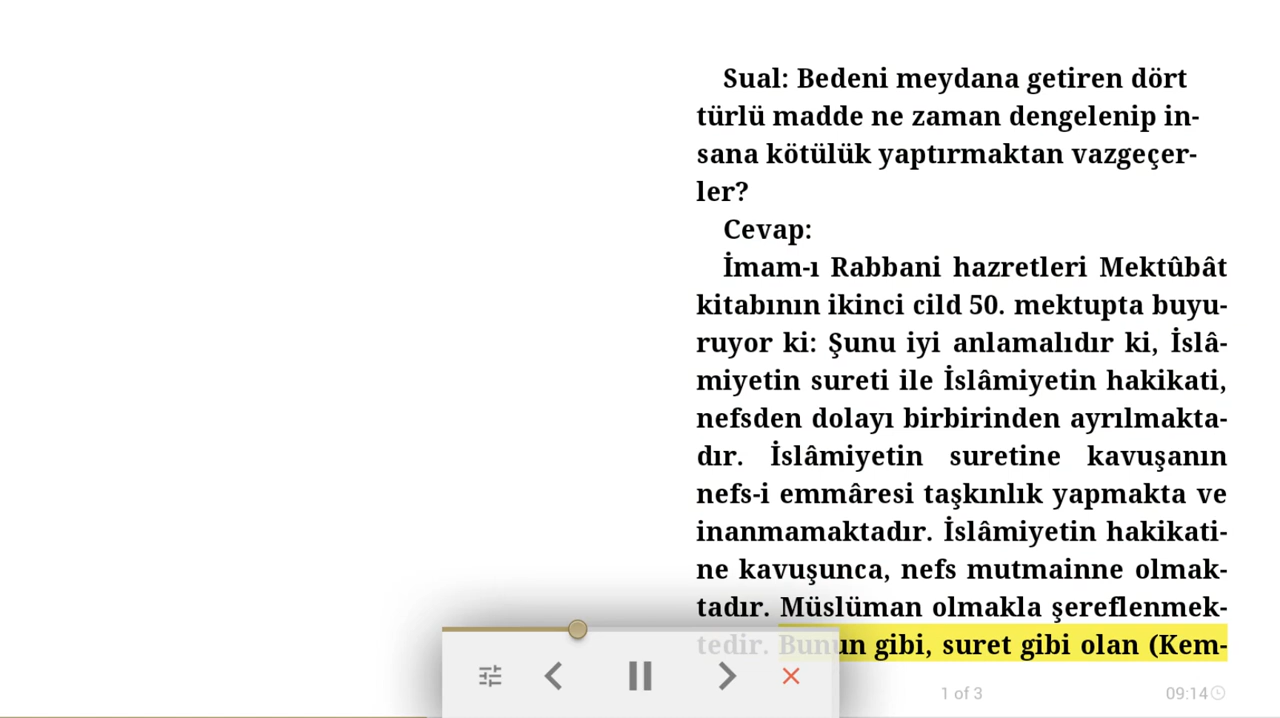 Sual: Bedeni meydana getiren dört
türlü madde ne zaman dengelenip in-
sana kötülük yaptırmaktan vazgeçer-
ler?
Cevap:
İmam-ı Rabbani hazretleri Mektûbât
kitabının ikinci cild 50. mektupta buyu-
ruyor ki: Şunu iyi anlamalıdır ki, İslâ-
miyetin sureti ile İslâmiyetin hakikati,
nefsden dolayı birbirinden ayrılmakta-
dır. İslâmiyetin suretine kavuşanın
nefs-i emmâresi taşkınlık yapmakta ve
inanmamaktadır. İslâmiyetin hakikati-
ne kavuşunca, nefs mutmainne olmak-
tadır. Müslüman olmakla şereflenmek-
tedir. Bunun gibi, suret gibi olan (Kem-
1 of 3 09:14